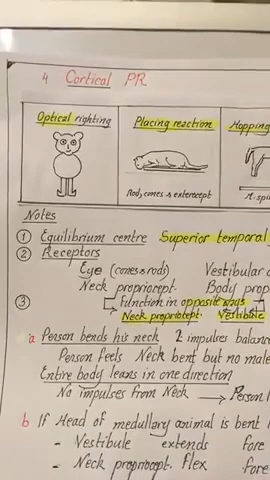 4 Cortical PR
Optical righting
Placing reaction
Hopping
Rod, cones & exterocept
Notes
① Equilibrium centre Superior temporal
② Receptors
Eye (cones & rods) Vestibular
Neck propriocept. Body prop
③ Function in opposite ways
Neck propriocept Vestibule
a Person bends his neck 2 impulses balance
Person feels Neck bent but no
Entire body leans in one direction
No impulses from Neck → Person
b If Head of medullary animal is bent
- Vestibule extends fore
- Neck propriocept. flex fore